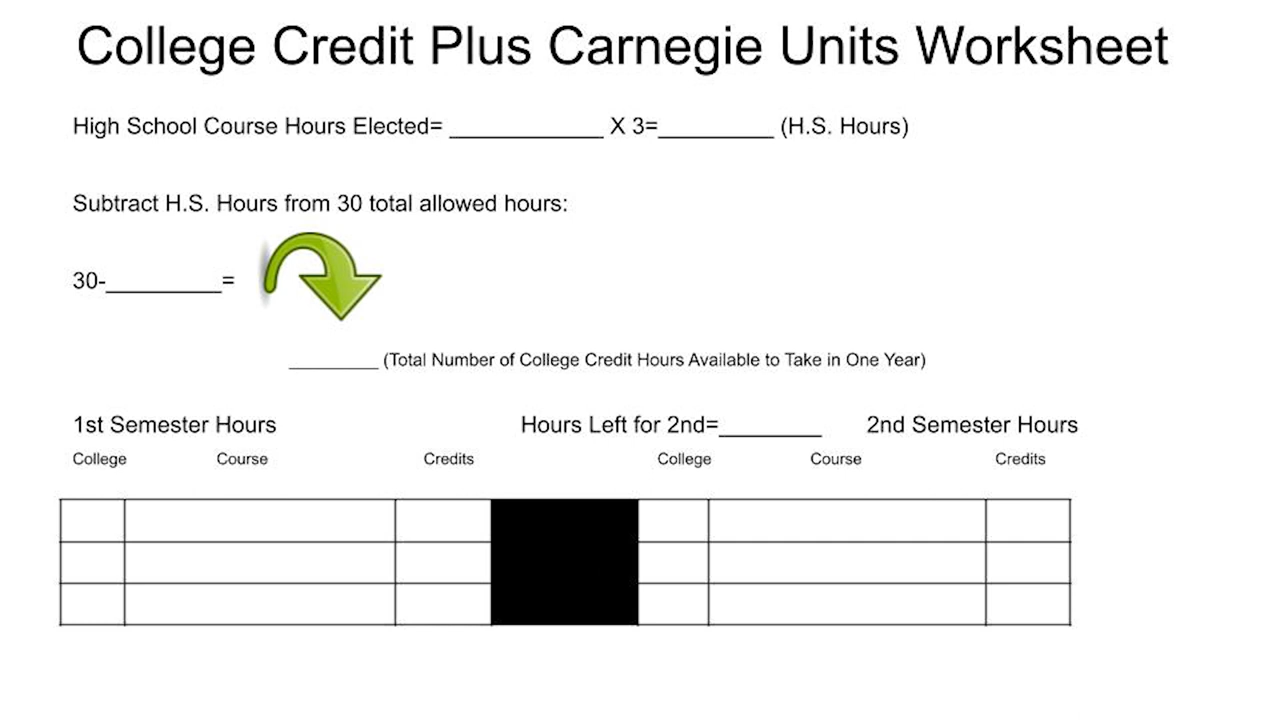 College Credit Plus Carnegie Units Worksheet
High School Course Hours Elected= ____________ X 3=_________ (H.S. Hours)
Subtract H.S. Hours from 30 total allowed hours:
30-_________=
_________ (Total Number of College Credit Hours Available to Take in One Year)
1st Semester Hours Hours Left for 2nd=________ 2nd Semester Hours
College Course Credits College Course Credits